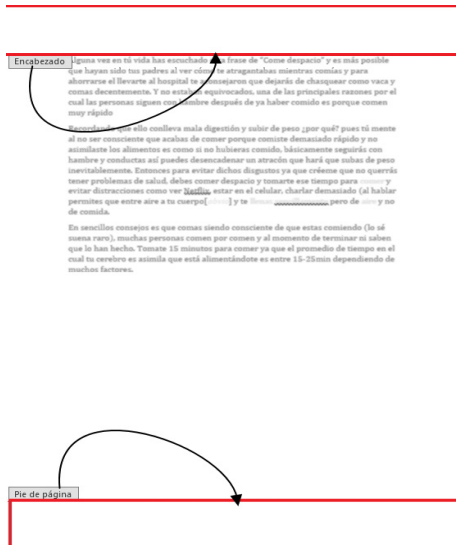 Encabezado
Alguna vez en tú vida has escuchado frase de "Come despacio" y es más posible
que hayan sido tus padres al ver cómo te atragantabas mientras comías y para
ahorrarse el llevarte al hospital te aconsejaron que dejarás de chasquear como vaca y
comas decentemente. Y no estaban equivocados, una de las principales razones por el
cual las personas siguen con hambre después de ya haber comido es porque comen
muy rápido
Recordando que ello conlleva mala digestión y subir de peso ¿por qué? pues tú mente
al no ser consciente que acabas de comer porque comiste demasiado rápido y no
asimilaste los alimentos es como si no hubieras comido, básicamente seguirás con
hambre y conductas así puedes desencadenar un atracón que hará que subas de peso
inevitablemente. Entonces para evitar dichos disgustos ya que créeme que no querrás
tener problemas de salud, debes comer despacio y tomarte ese tiempo para y
evitar distracciones como ver Netflix, estar en el celular, charlar demasiado (al hablar
permites que entre aire a tu cuerpo[ ] y te pero de aire y no
de comida.
En sencillos consejos es que comas siendo consciente de que estas comiendo (lo sé
suena raro), muchas personas comen por comen y al momento de terminar ni saben
que lo han hecho. Tomate 15 minutos para comer ya que el promedio de tiempo en el
cual tu cerebro es asimila que está alimentándote es entre 15-25min dependiendo de
muchos factores.
Pie de página